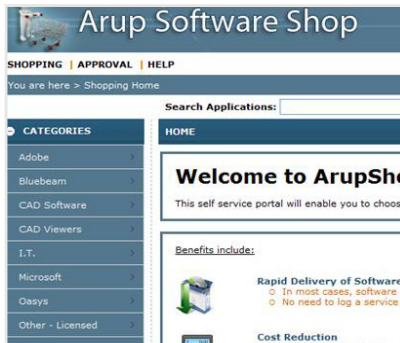 Arup Software Shop
SHOPPING | APPROVAL | HELP
You are here > Shopping Home
Search Applications:
CATEGORIES
HOME
Adobe
Bluebeam
CAD Software
CAD Viewers
I.T.
Microsoft
Oasys
Other - Licensed
Welcome to ArupSho
This self service portal will enable you to choos
Benefits include:
Rapid Delivery of Software
In most cases, software
No need to log a service
Cost Reduction